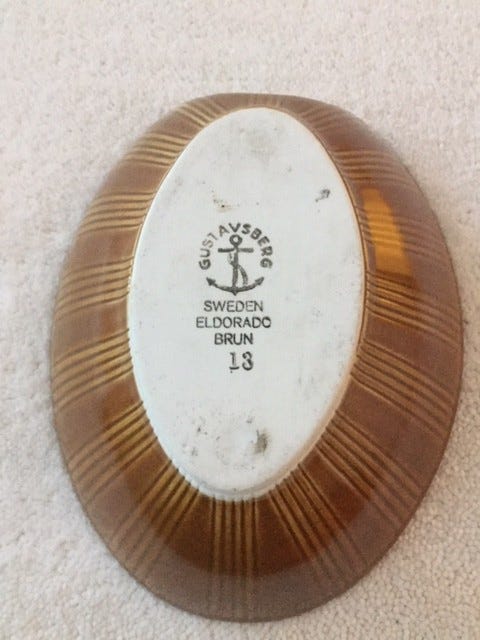 GUSTAVSBERG
SWEDEN
ELDORADO
BRUN
13